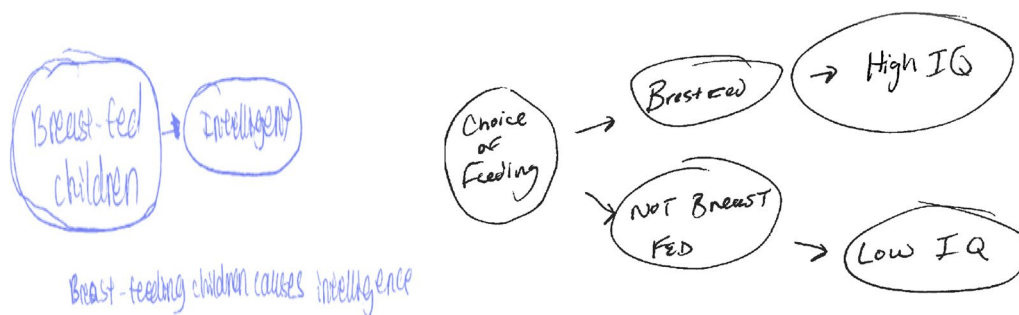 Breast-fed
children
Intelligent
Breast-feeding children causes intelligence
Choice
of
Feeding
Brest FED
High IQ
NOT Breast
FED
Low IQ